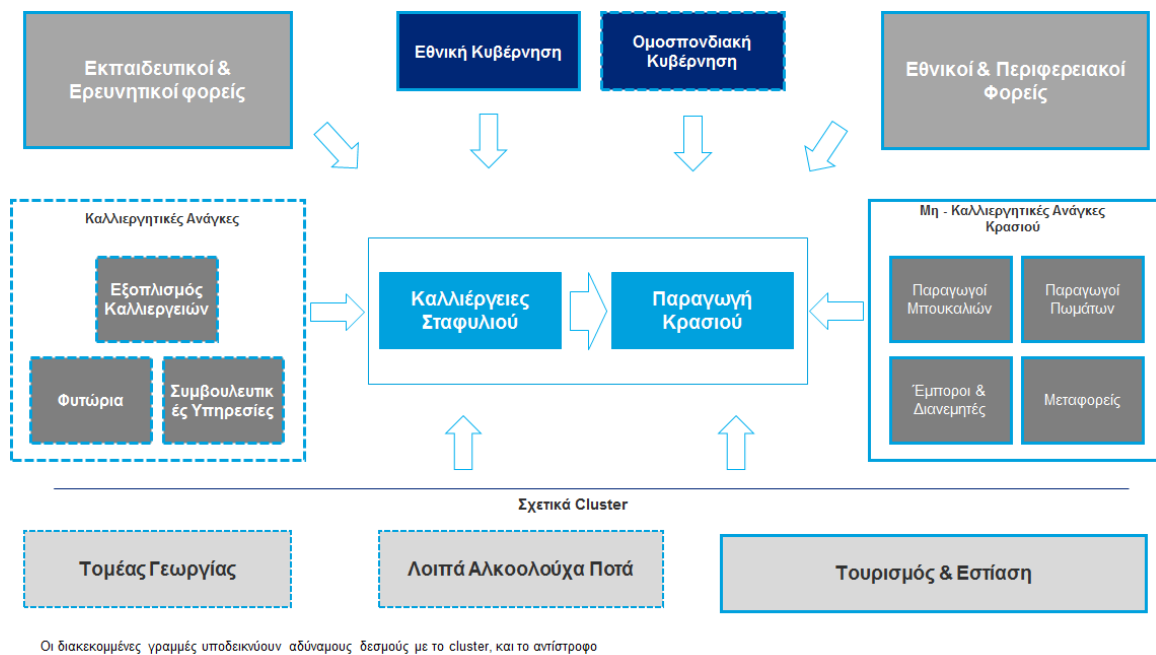 Εκπαιδευτικοί &
Ερευνητικοί φορείς
Εθνική Κυβέρνηση
Ομοσπονδιακή
Κυβέρνηση
Εθνικοί & Περιφερειακοί
Φορείς
Καλλιεργητικές Ανάγκες
Εξοπλισμός
Καλλιεργειών
Φυτώρια
Συμβουλευτικ
ές Υπηρεσίες
Καλλιέργειες
Σταφυλιού
Παραγωγή
Κρασιού
Μη - Καλλιεργητικές Ανάγκες
Κρασιού
Παραγωγοί
Μπουκαλιών
Παραγωγοί
Πωμάτων
Έμποροι &
Διανεμητές
Μεταφορείς
Σχετικά Cluster
Τομέας Γεωργίας
Λοιπά Αλκοολούχα Ποτά
Τουρισμός & Εστίαση
Οι διακεκομμένες γραμμές υποδεικνύουν αδύναμους δεσμούς με το cluster, και το αντίστροφο